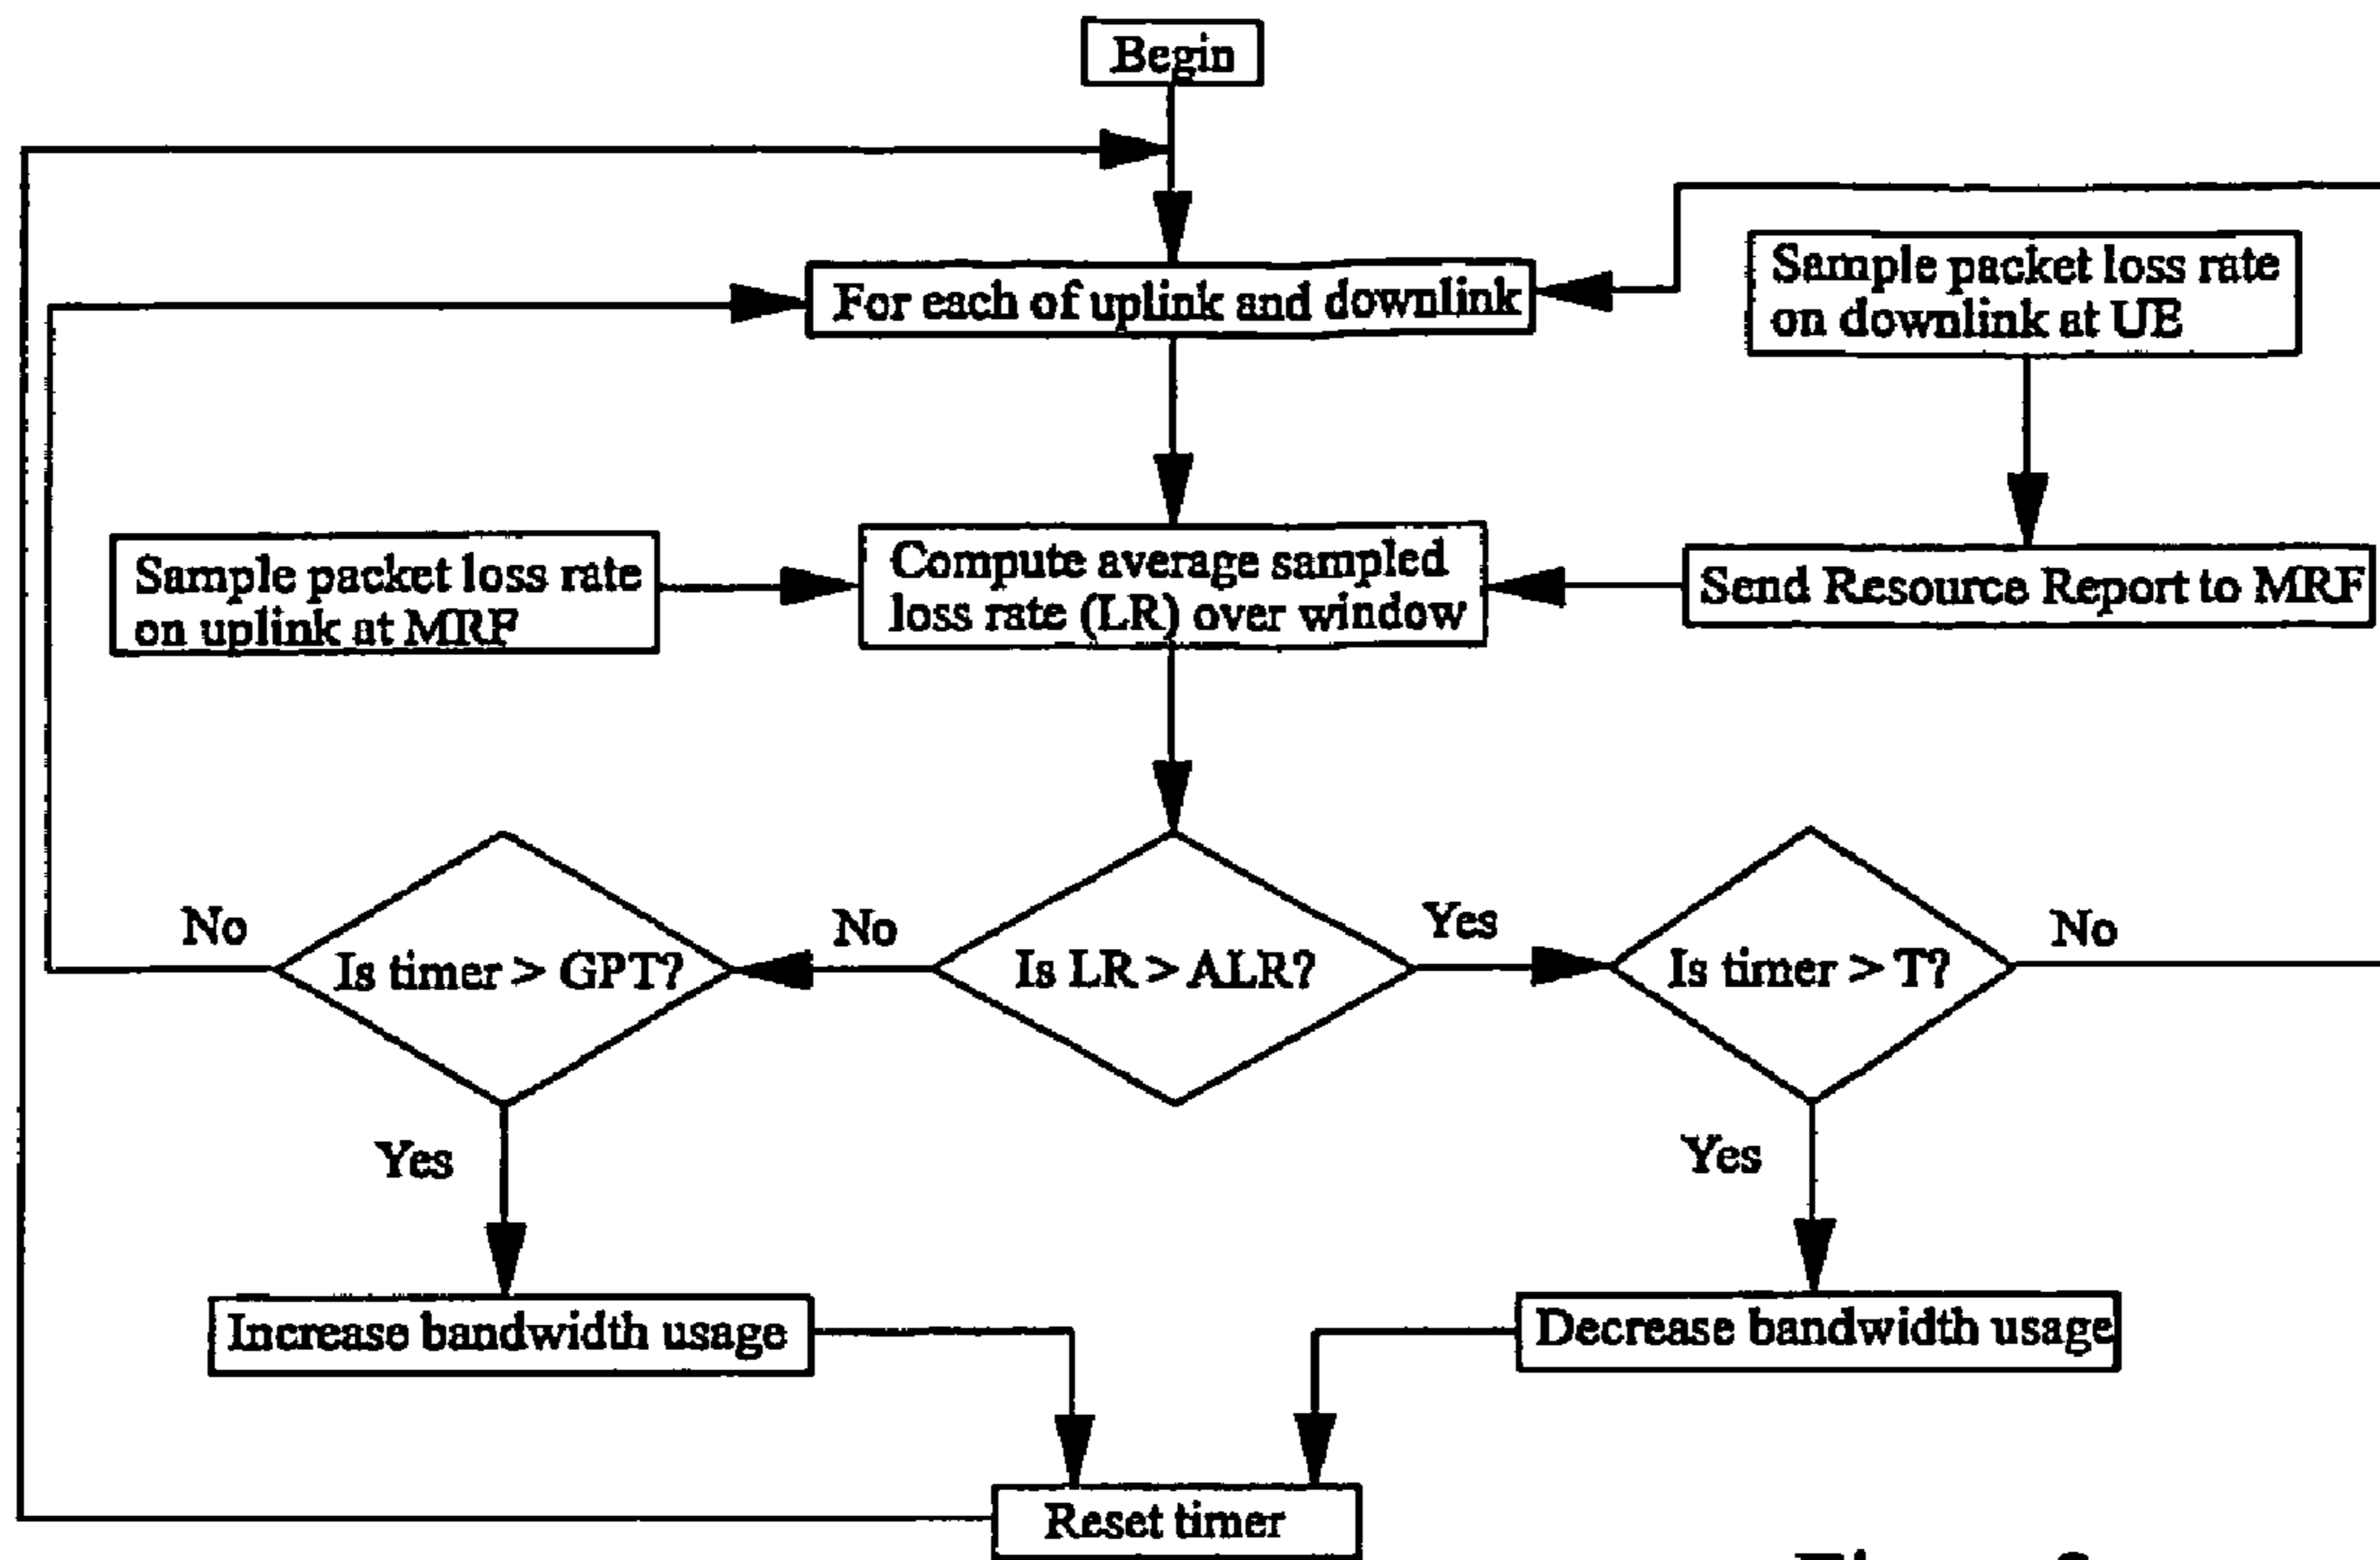 Begin
For each of uplink and downlink
Sample packet loss rate
on downlink at UE
Sample packet loss rate
on uplink at MRF
Compute average sampled
loss rate (LR) over window
Send Resource Report to MRF
No
Is timer > GPT?
No
Is LR > ALR?
Yes
Is timer > T?
No
Yes
Yes
Increase bandwidth usage
Decrease bandwidth usage
Reset timer